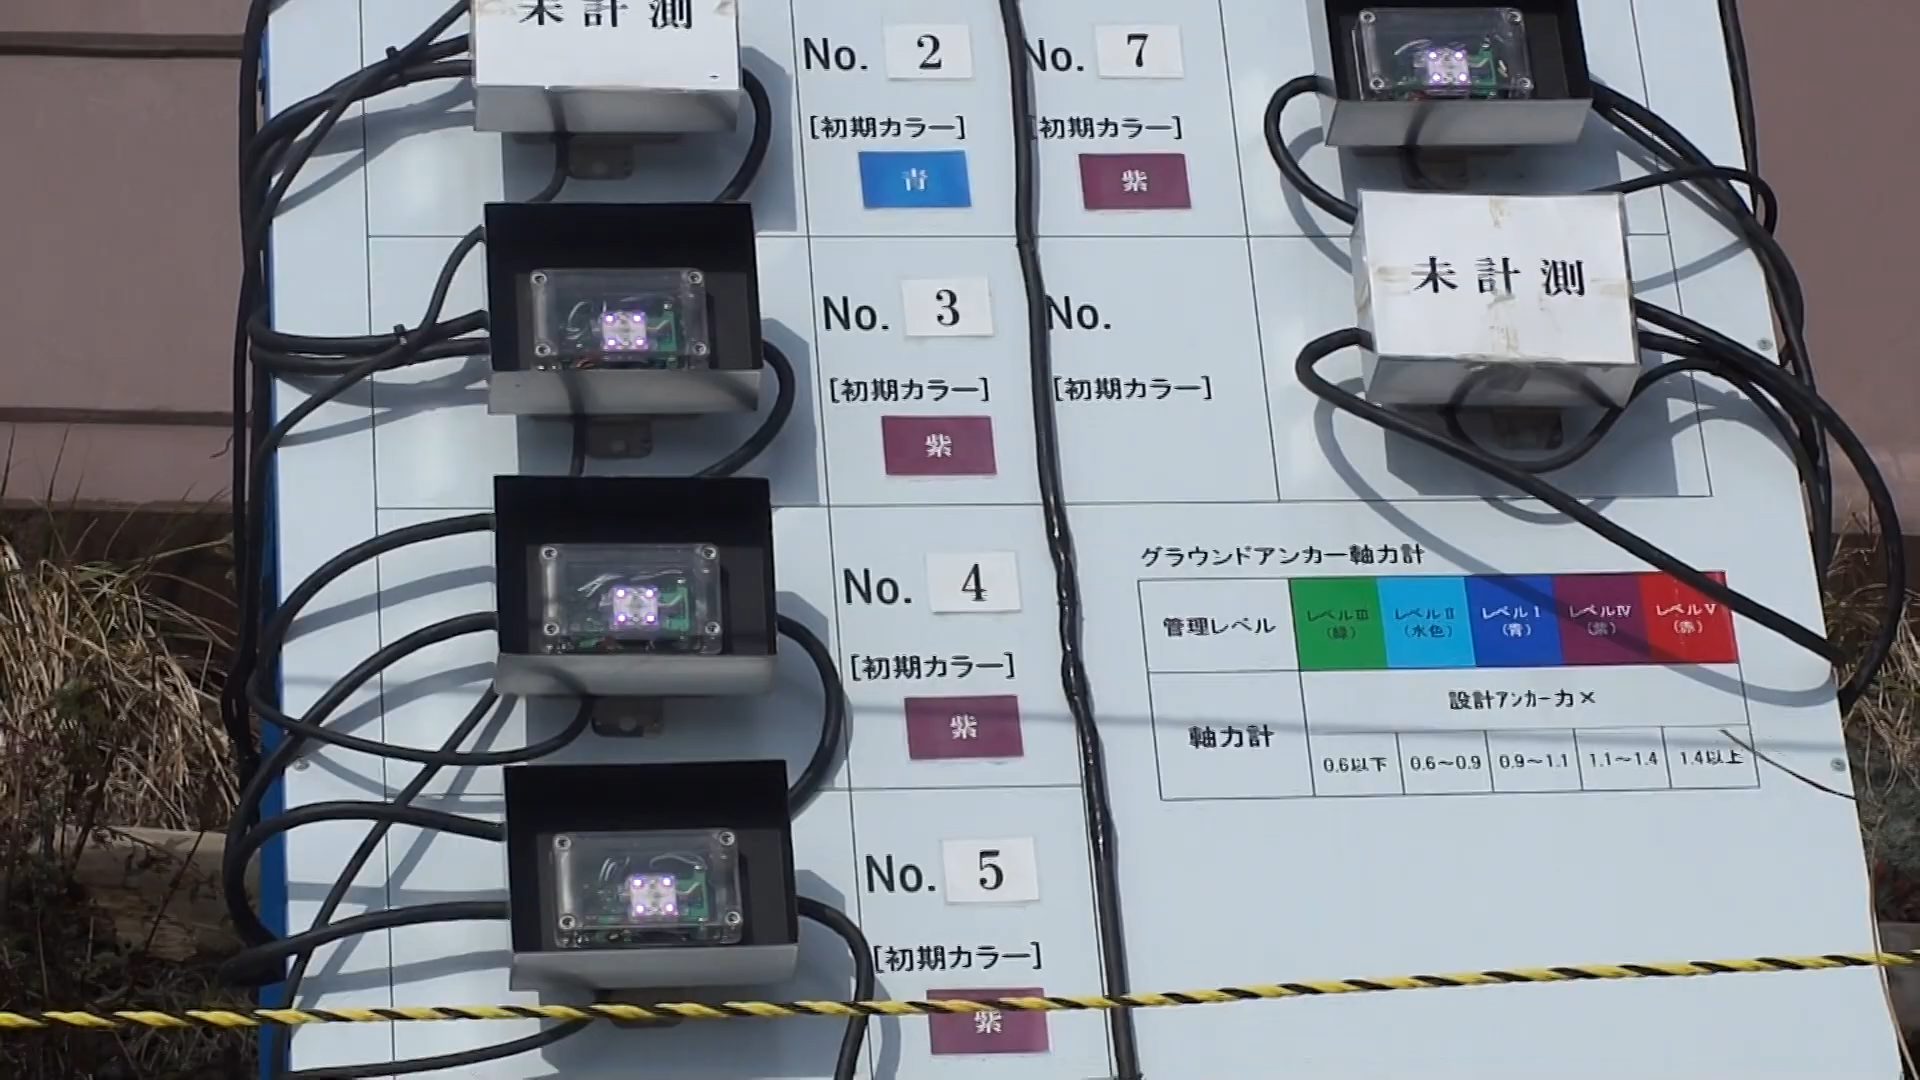 未計測
No. 2
[初期カラー]
青
No. 7
[初期カラー]
紫
No. 3
[初期カラー]
紫
No.
[初期カラー]
未計測
No. 4
[初期カラー]
紫
No. 5
[初期カラー]
紫
グラウンドアンカー軸力計
管理レベル
レベルⅢ
(緑)
レベルⅡ
(水色)
レベルⅠ
(青)
レベルⅣ
(紫)
レベルⅤ
(赤)
軸力計
設計アンカー力×
0.6以下 0.6～0.9 0.9～1.1 1.1～1.4 1.4以上